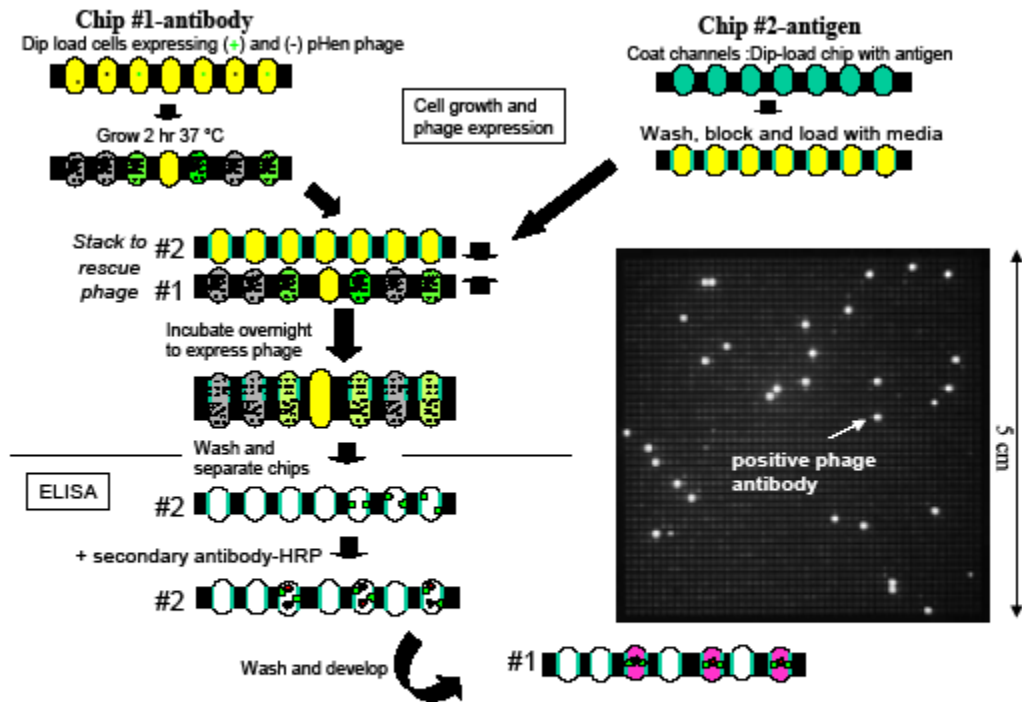 Chip #1-antibody
Dip load cells expressing (+) and (-) pHen phage
Grow 2 hr 37 °C
Cell growth and
phage expression
Chip #2-antigen
Coat channels :Dip-load chip with antigen
Wash, block and load with media
Stack to
rescue
phage
#2
#1
Incubate overnight
to express phage
Wash and
separate chips
ELISA
#2
+ secondary antibody-HRP
#2
Wash and develop
#1
positive phage
antibody
5 cm